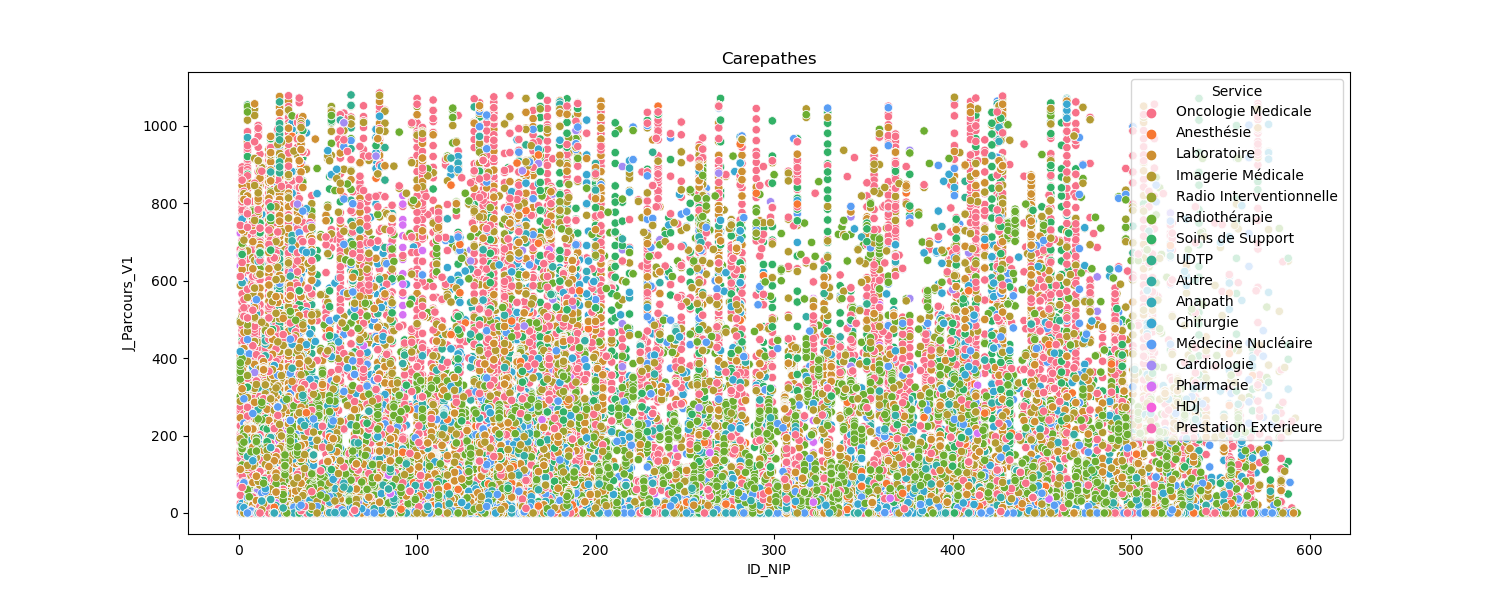 Carepathes
J_Parcours_V1
1000
800
600
400
200
0
0
100
200
300
400
500
600
ID_NIP
Service
Oncologie Medicale
Anesthésie
Laboratoire
Imagerie Médicale
Radio Interventionnelle
Radiothérapie
Soins de Support
UDTP
Autre
Anapath
Chirurgie
Médecine Nucléaire
Cardiologie
Pharmacie
HDJ
Prestation Exterieure